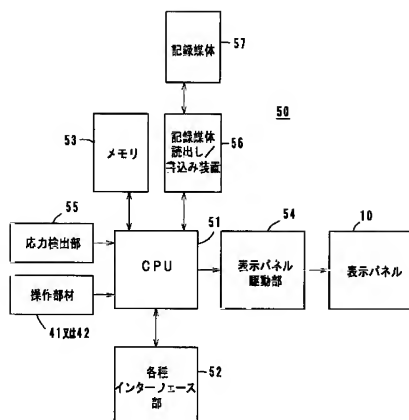 57
記録媒体
50
53
56
メモリ
記録媒体
読出し/
書込み装置
55
51
54
10
応力検出部
CPU
表示パネル
駆動部
表示パネル
操作部材
41又は42
各種
インターフェース
部
52